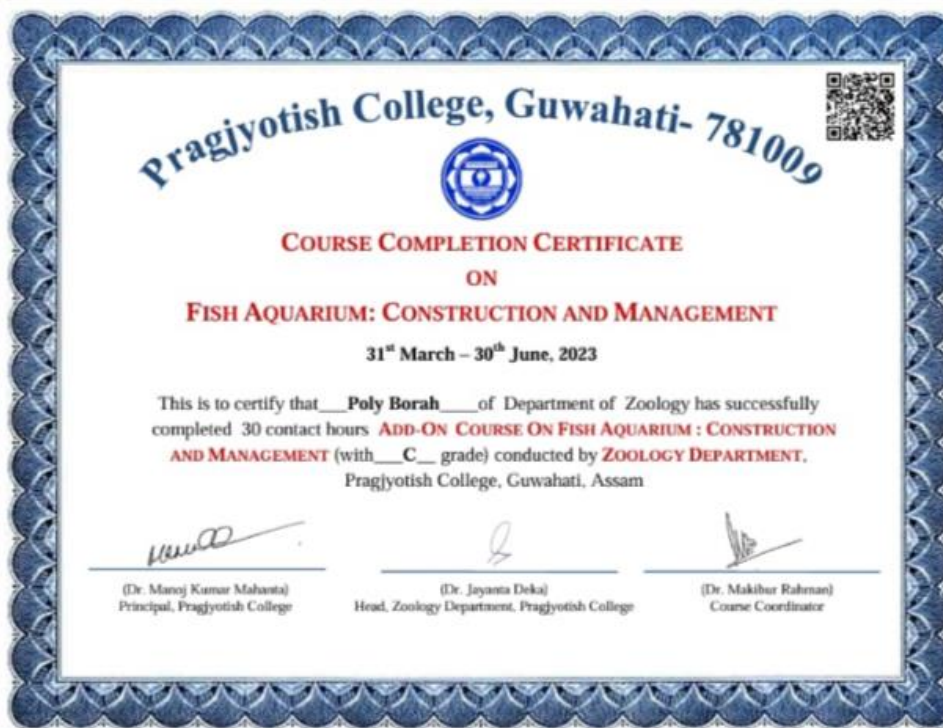 Pragjyotish College, Guwahati- 781009
COURSE COMPLETION CERTIFICATE
ON
FISH AQUARIUM: CONSTRUCTION AND MANAGEMENT
31st March – 30th June, 2023
This is to certify that___Poly Borah____of Department of Zoology has successfully
completed 30 contact hours ADD-ON COURSE ON FISH AQUARIUM : CONSTRUCTION
AND MANAGEMENT (with___C__ grade) conducted by ZOOLOGY DEPARTMENT,
Pragjyotish College, Guwahati, Assam
(Dr. Manoj Kumar Mahanta)
Principal, Pragjyotish College
(Dr. Jayanta Deka)
Head, Zoology Department, Pragjyotish College
(Dr. Makibur Rahman)
Course Coordinator